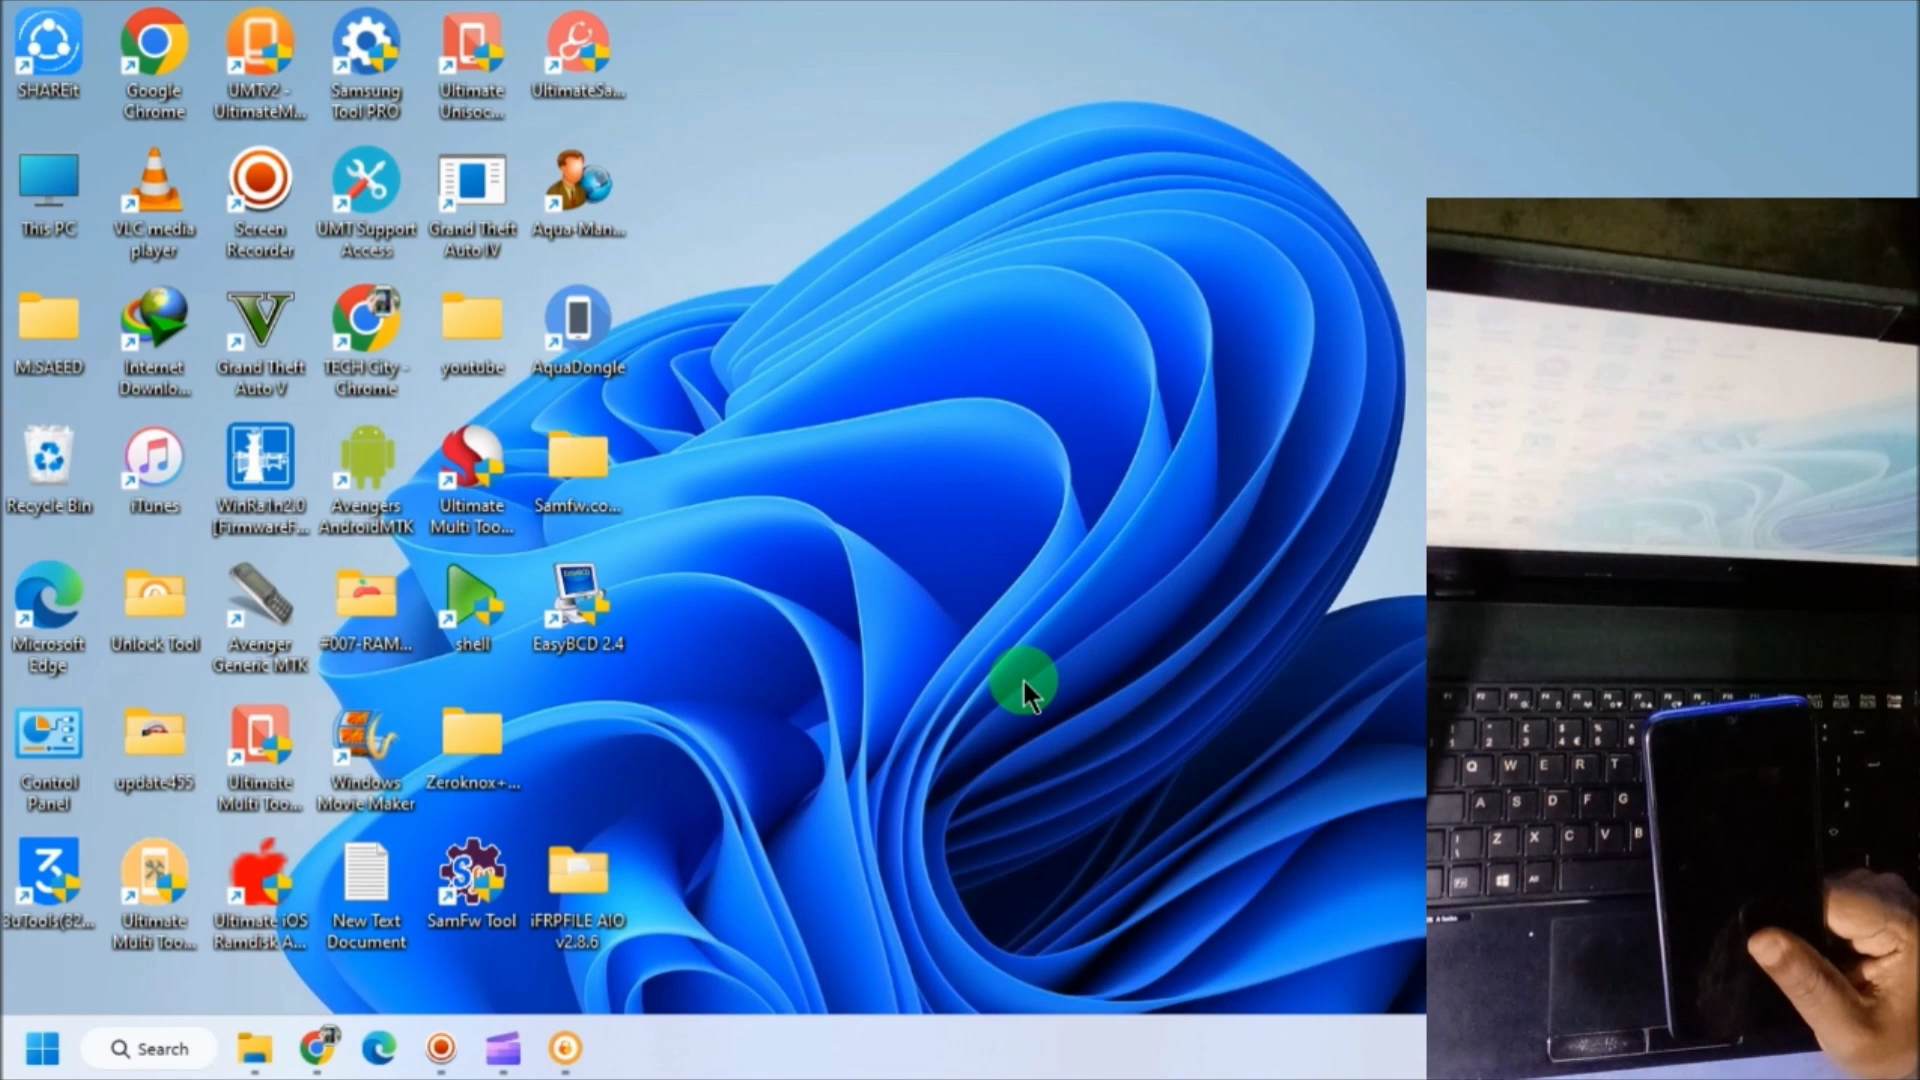 SHAREit
Google
Chrome
UMTv2 -
UltimateM...
Samsung
Tool PRO
Ultimate
Unisoc...
UltimateSa...
This PC
VLC media
player
Screen
Recorder
UMT Support
Access
Grand Theft
Auto IV
Aqua-Man...
M.SAEED
Internet
Downlo...
Grand Theft
Auto V
TECH City -
Chrome
youtube
AquaDongle
Recycle Bin
iTunes
WinRa1n2.0
[FirmwareF...
Avengers
AndroidMTK
Ultimate
Multi Too...
Samfw.co...
Microsoft
Edge
Unlock Tool
Avenger
Generic MTK
#007-RAM...
shell
EasyBCD 2.4
Control
Panel
update455
Ultimate
Multi Too...
Windows
Movie Maker
Zeroknox+...
3uTools(32...
Ultimate
Multi Too...
Ultimate iOS
Ramdisk A...
New Text
Document
SamFw Tool
iFRPFILE AIO
v2.8.6
Search
Q W E R T
A S D F G
Z X C V B